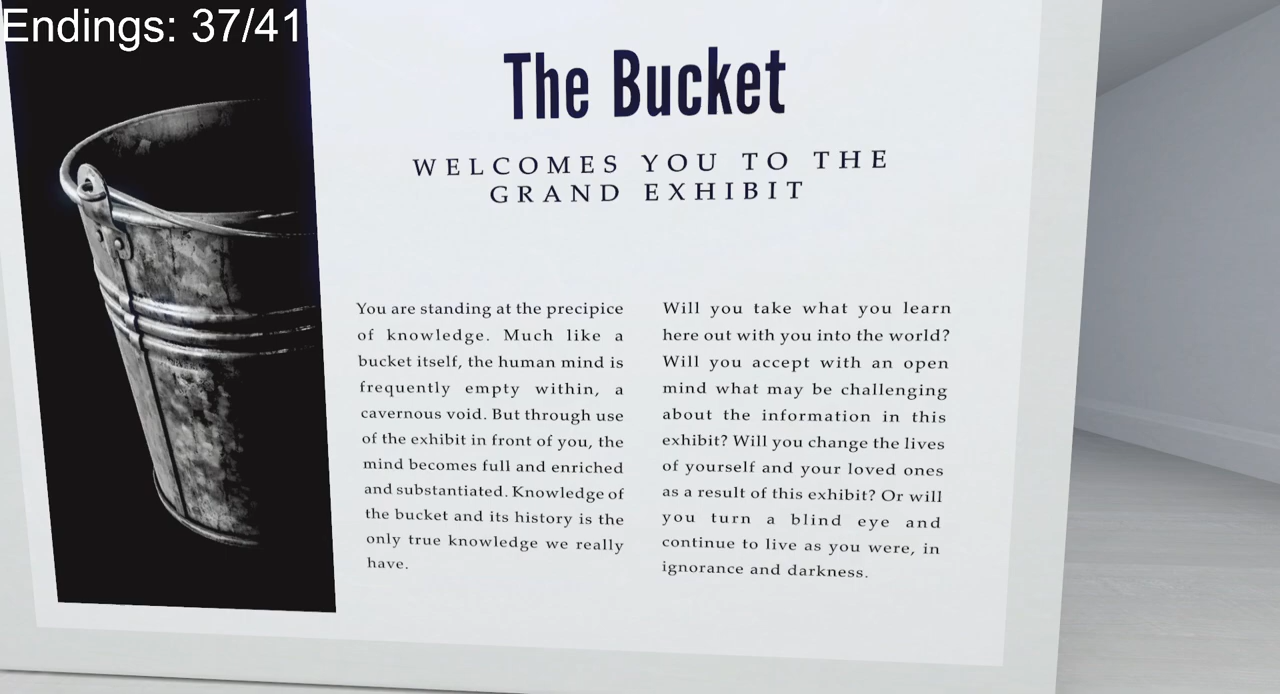 Endings: 37/41
The Bucket
WELCOMES YOU TO THE
GRAND EXHIBIT
You are standing at the precipice
of knowledge. Much like a
bucket itself, the human mind is
frequently empty within, a
cavernous void. But through use
of the exhibit in front of you, the
mind becomes full and enriched
and substantiated. Knowledge of
the bucket and its history is the
only true knowledge we really
have.
Will you take what you learn
here out with you into the world?
Will you accept with an open
mind what may be challenging
about the information in this
exhibit? Will you change the lives
of yourself and your loved ones
as a result of this exhibit? Or will
you turn a blind eye and
continue to live as you were, in
ignorance and darkness.